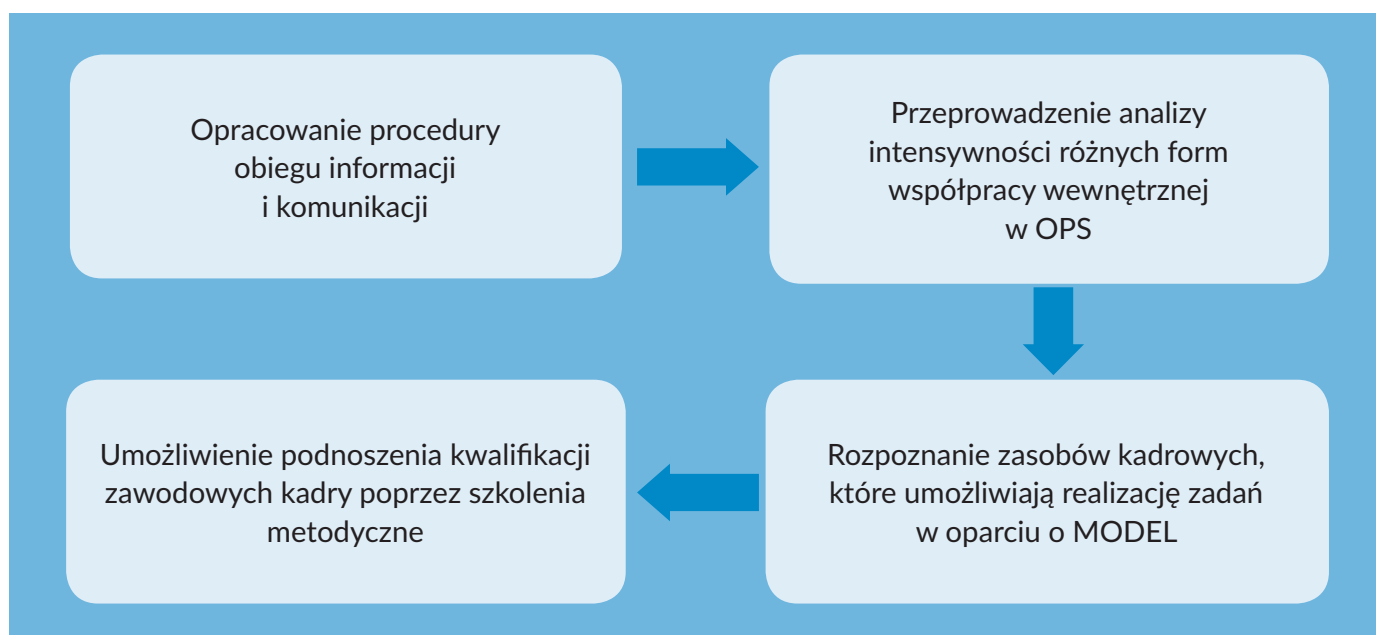 Opracowanie procedury
obiegu informacji
i komunikacji
Przeprowadzenie analizy
intensywności różnych form
współpracy wewnętrznej
w OPS
Rozpoznanie zasobów kadrowych,
które umożliwiają realizację zadań
w oparciu o MODEL
Umożliwienie podnoszenia kwalifikacji
zawodowych kadry poprzez szkolenia
metodyczne